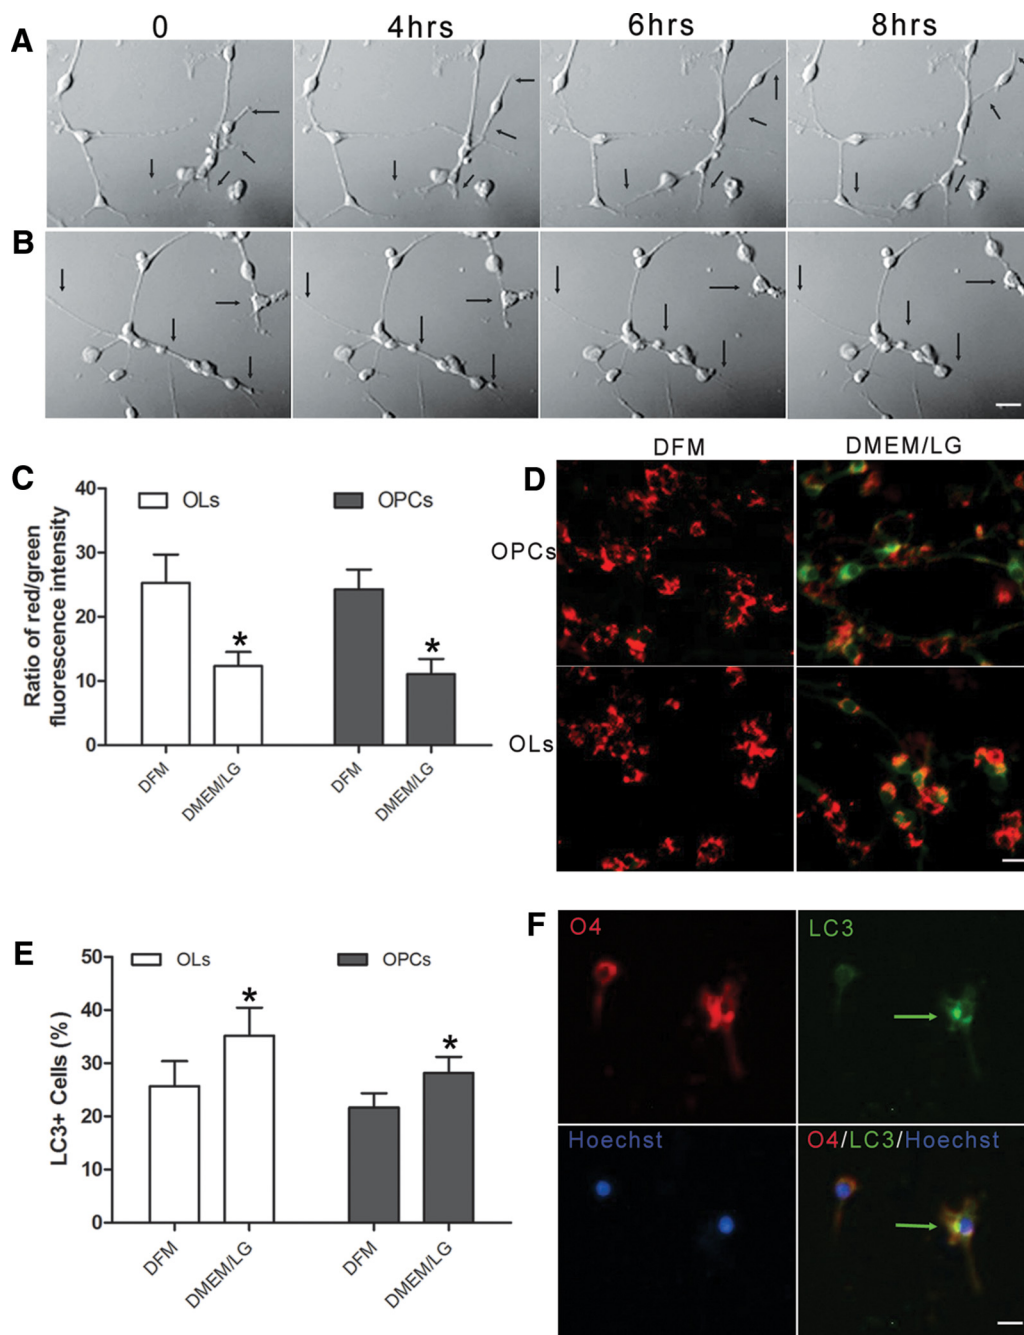 A
0 4hrs 6hrs 8hrs
B
C
OLs OPCs
Ratio of red/green
fluorescence intensity
40
30
20
10
0
DFM DMEM/LG DFM DMEM/LG
* *
D
DFM DMEM/LG
OPCs
OLs
E
OLs OPCs
LC3+ Cells (%)
50
40
30
20
10
0
* *
DFM DMEM/LG DFM DMEM/LG
F
O4 LC3
Hoechst O4/LC3/Hoechst